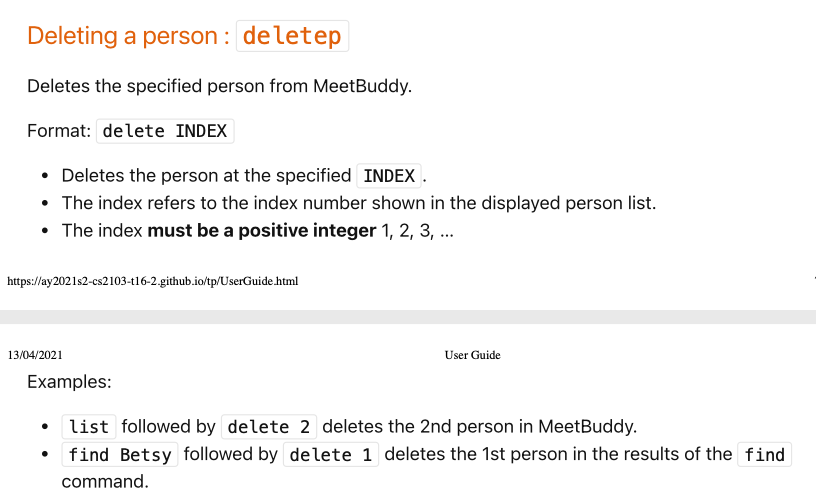 Deleting a person : deletep
Deletes the specified person from MeetBuddy.
Format: delete INDEX
• Deletes the person at the specified INDEX.
• The index refers to the index number shown in the displayed person list.
• The index must be a positive integer 1, 2, 3, ...
https://ay2021s2-cs2103-t16-2.github.io/tp/UserGuide.html
13/04/2021 User Guide
Examples:
• list followed by delete 2 deletes the 2nd person in MeetBuddy.
• find Betsy followed by delete 1 deletes the 1st person in the results of the find
command.